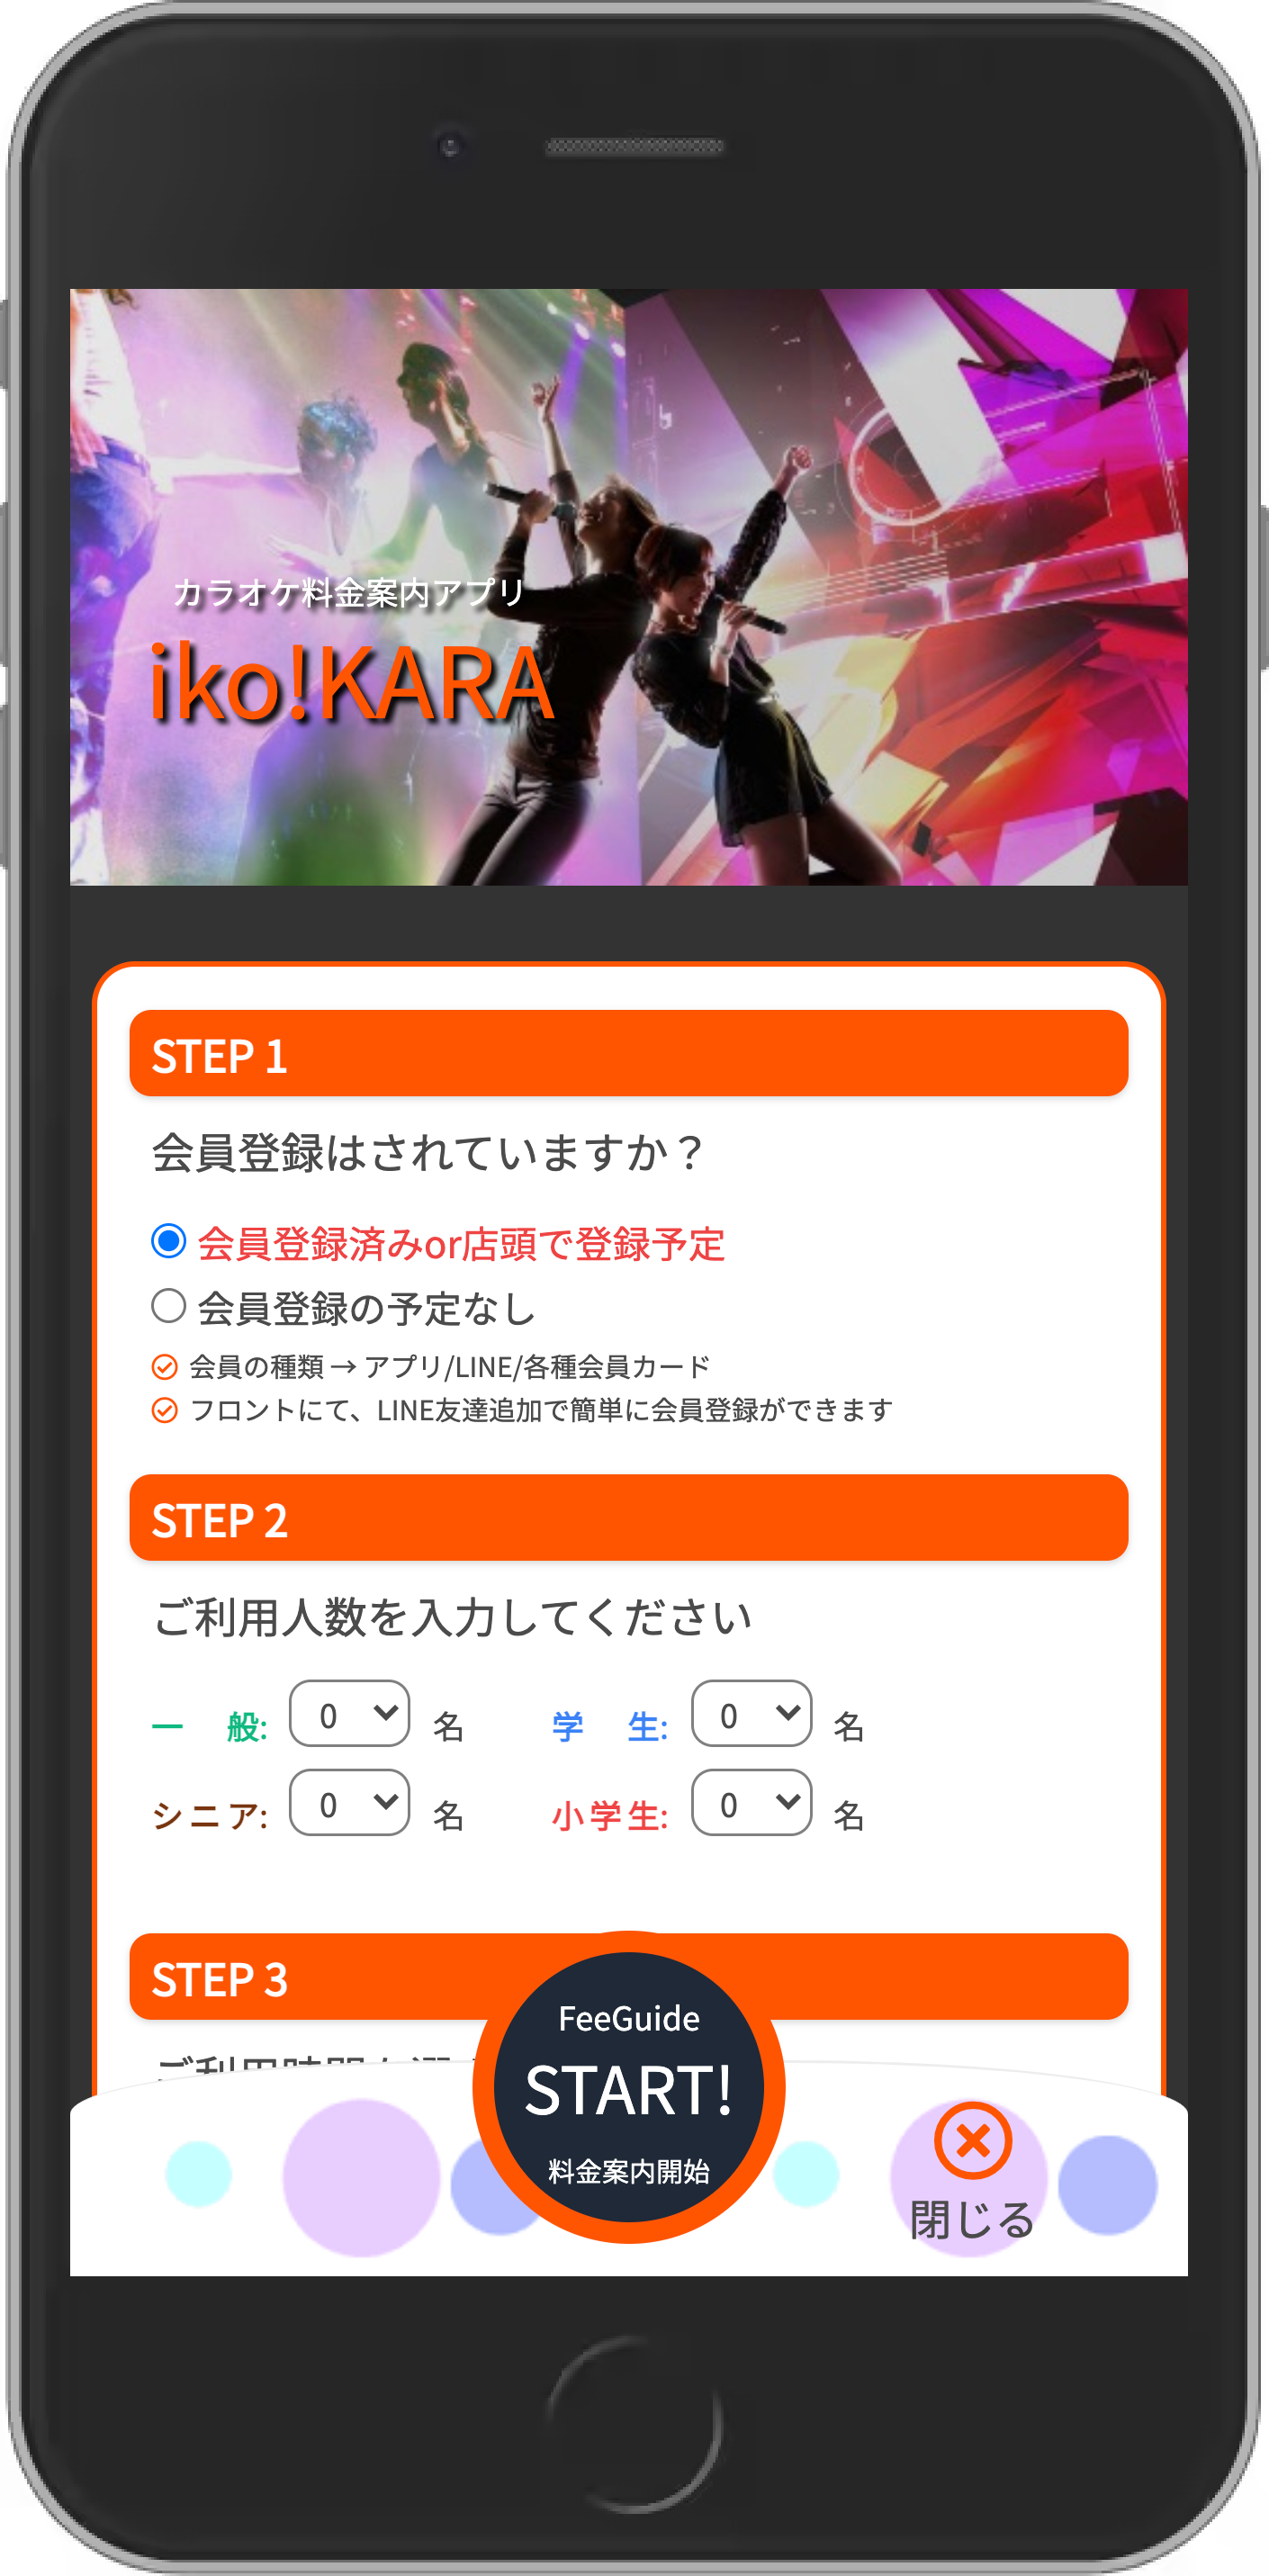 カラオケ料金案内アプリ
iko!KARA
STEP 1
会員登録はされていますか？
会員登録済みor店頭で登録予定
会員登録の予定なし
会員の種類 → アプリ/LINE/各種会員カード
フロントにて、LINE友達追加で簡単に会員登録ができます
STEP 2
ご利用人数を入力してください
一　般: 0 名 学　生: 0 名
シニア: 0 名 小学生: 0 名
STEP 3
ご利用時間を選
FeeGuide
START!
料金案内開始
閉じる